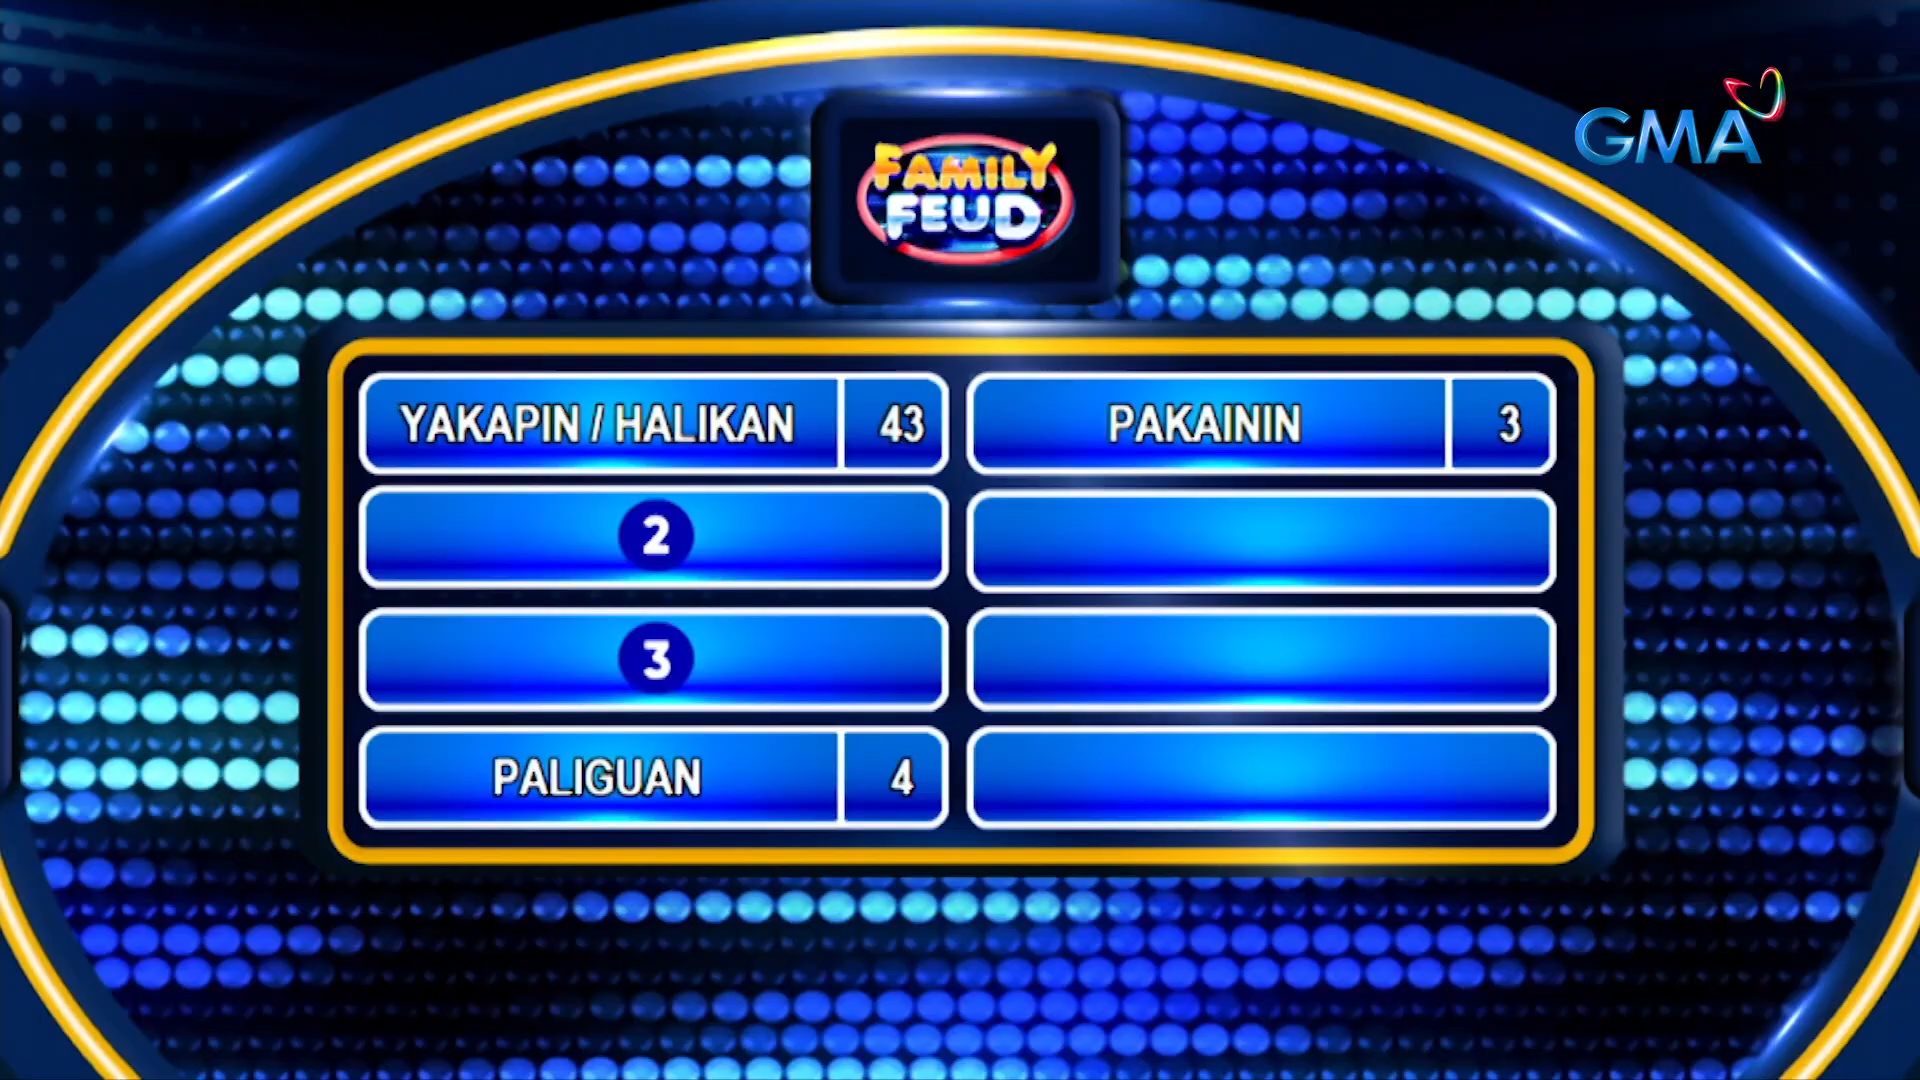 FAMILY
FEUD
GMA
YAKAPIN / HALIKAN 43
2
3
PALIGUAN 4
PAKAININ 3